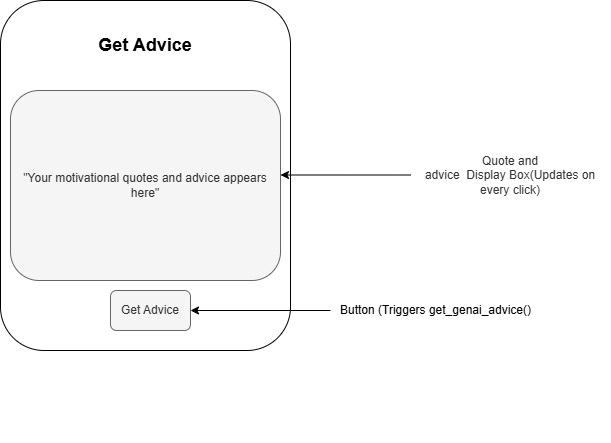 Get Advice
"Your motivational quotes and advice appears
here"
Quote and
advice  Display Box(Updates on
every click)
Get Advice
Button (Triggers get_genai_advice()